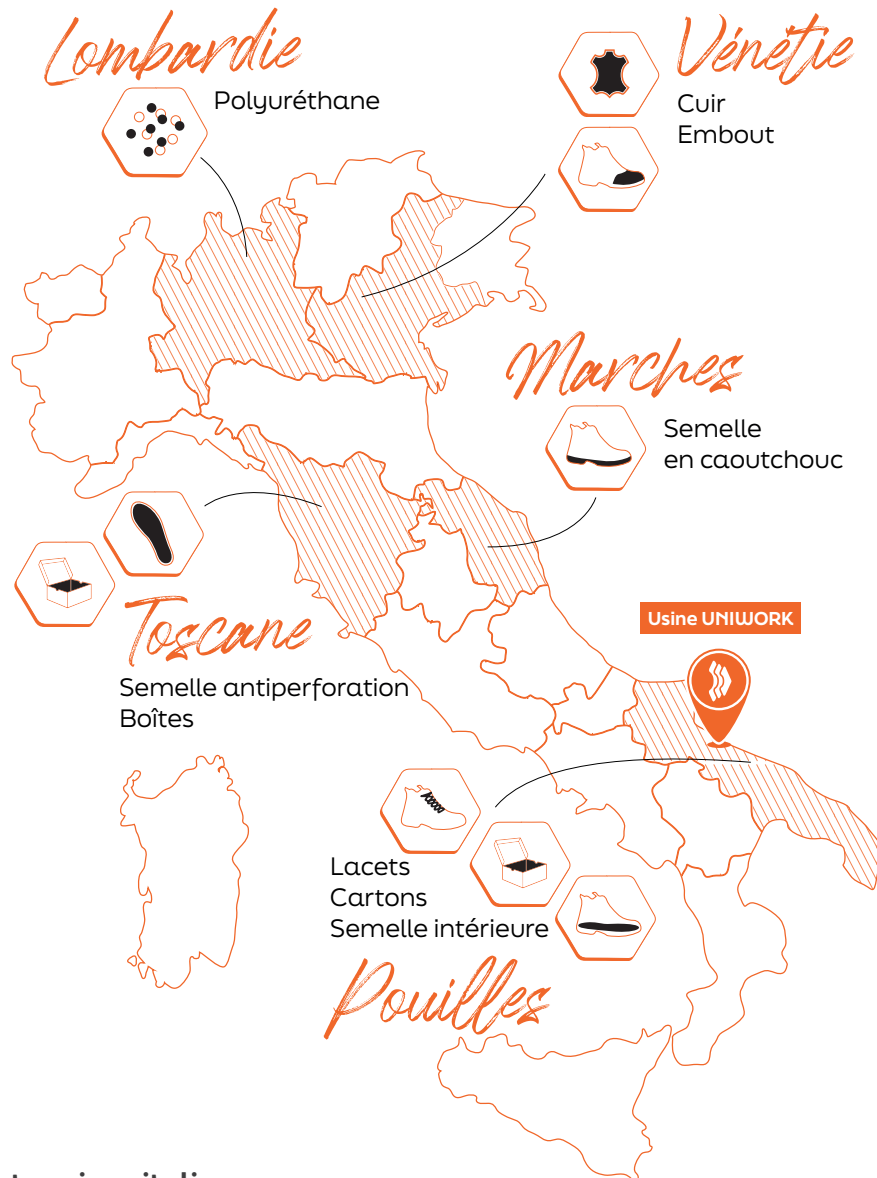 Lombardie
Polyuréthane
Vénétie
Cuir
Embout
Marches
Semelle
en caoutchouc
Toscane
Semelle antiperforation
Boîtes
Usine UNIWORK
Lacets
Cartons
Semelle intérieure
Pouilles